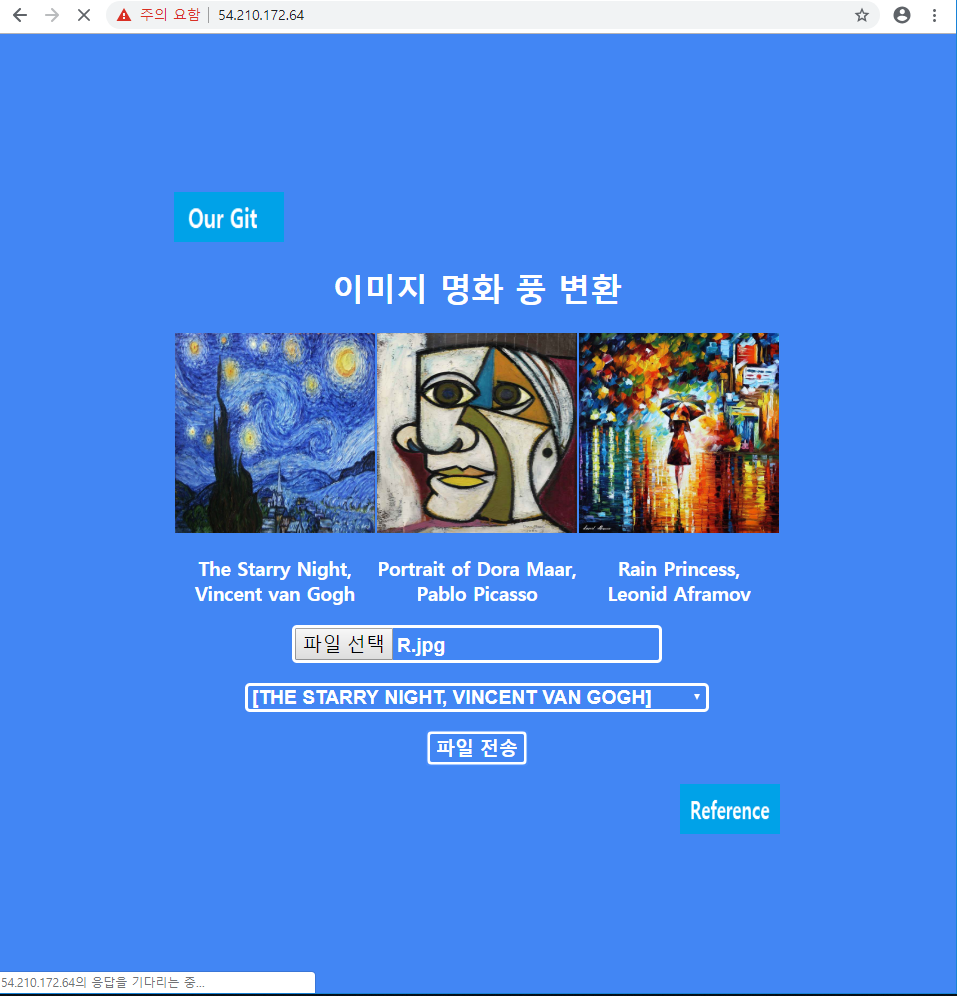 주의 요함
54.210.172.64
Our Git
이미지 명화 풍 변환
The Starry Night,
Vincent van Gogh
Portrait of Dora Maar,
Pablo Picasso
Rain Princess,
Leonid Aframov
파일 선택 R.jpg
[THE STARRY NIGHT, VINCENT VAN GOGH]
파일 전송
Reference
54.210.172.64의 응답을 기다리는 중...